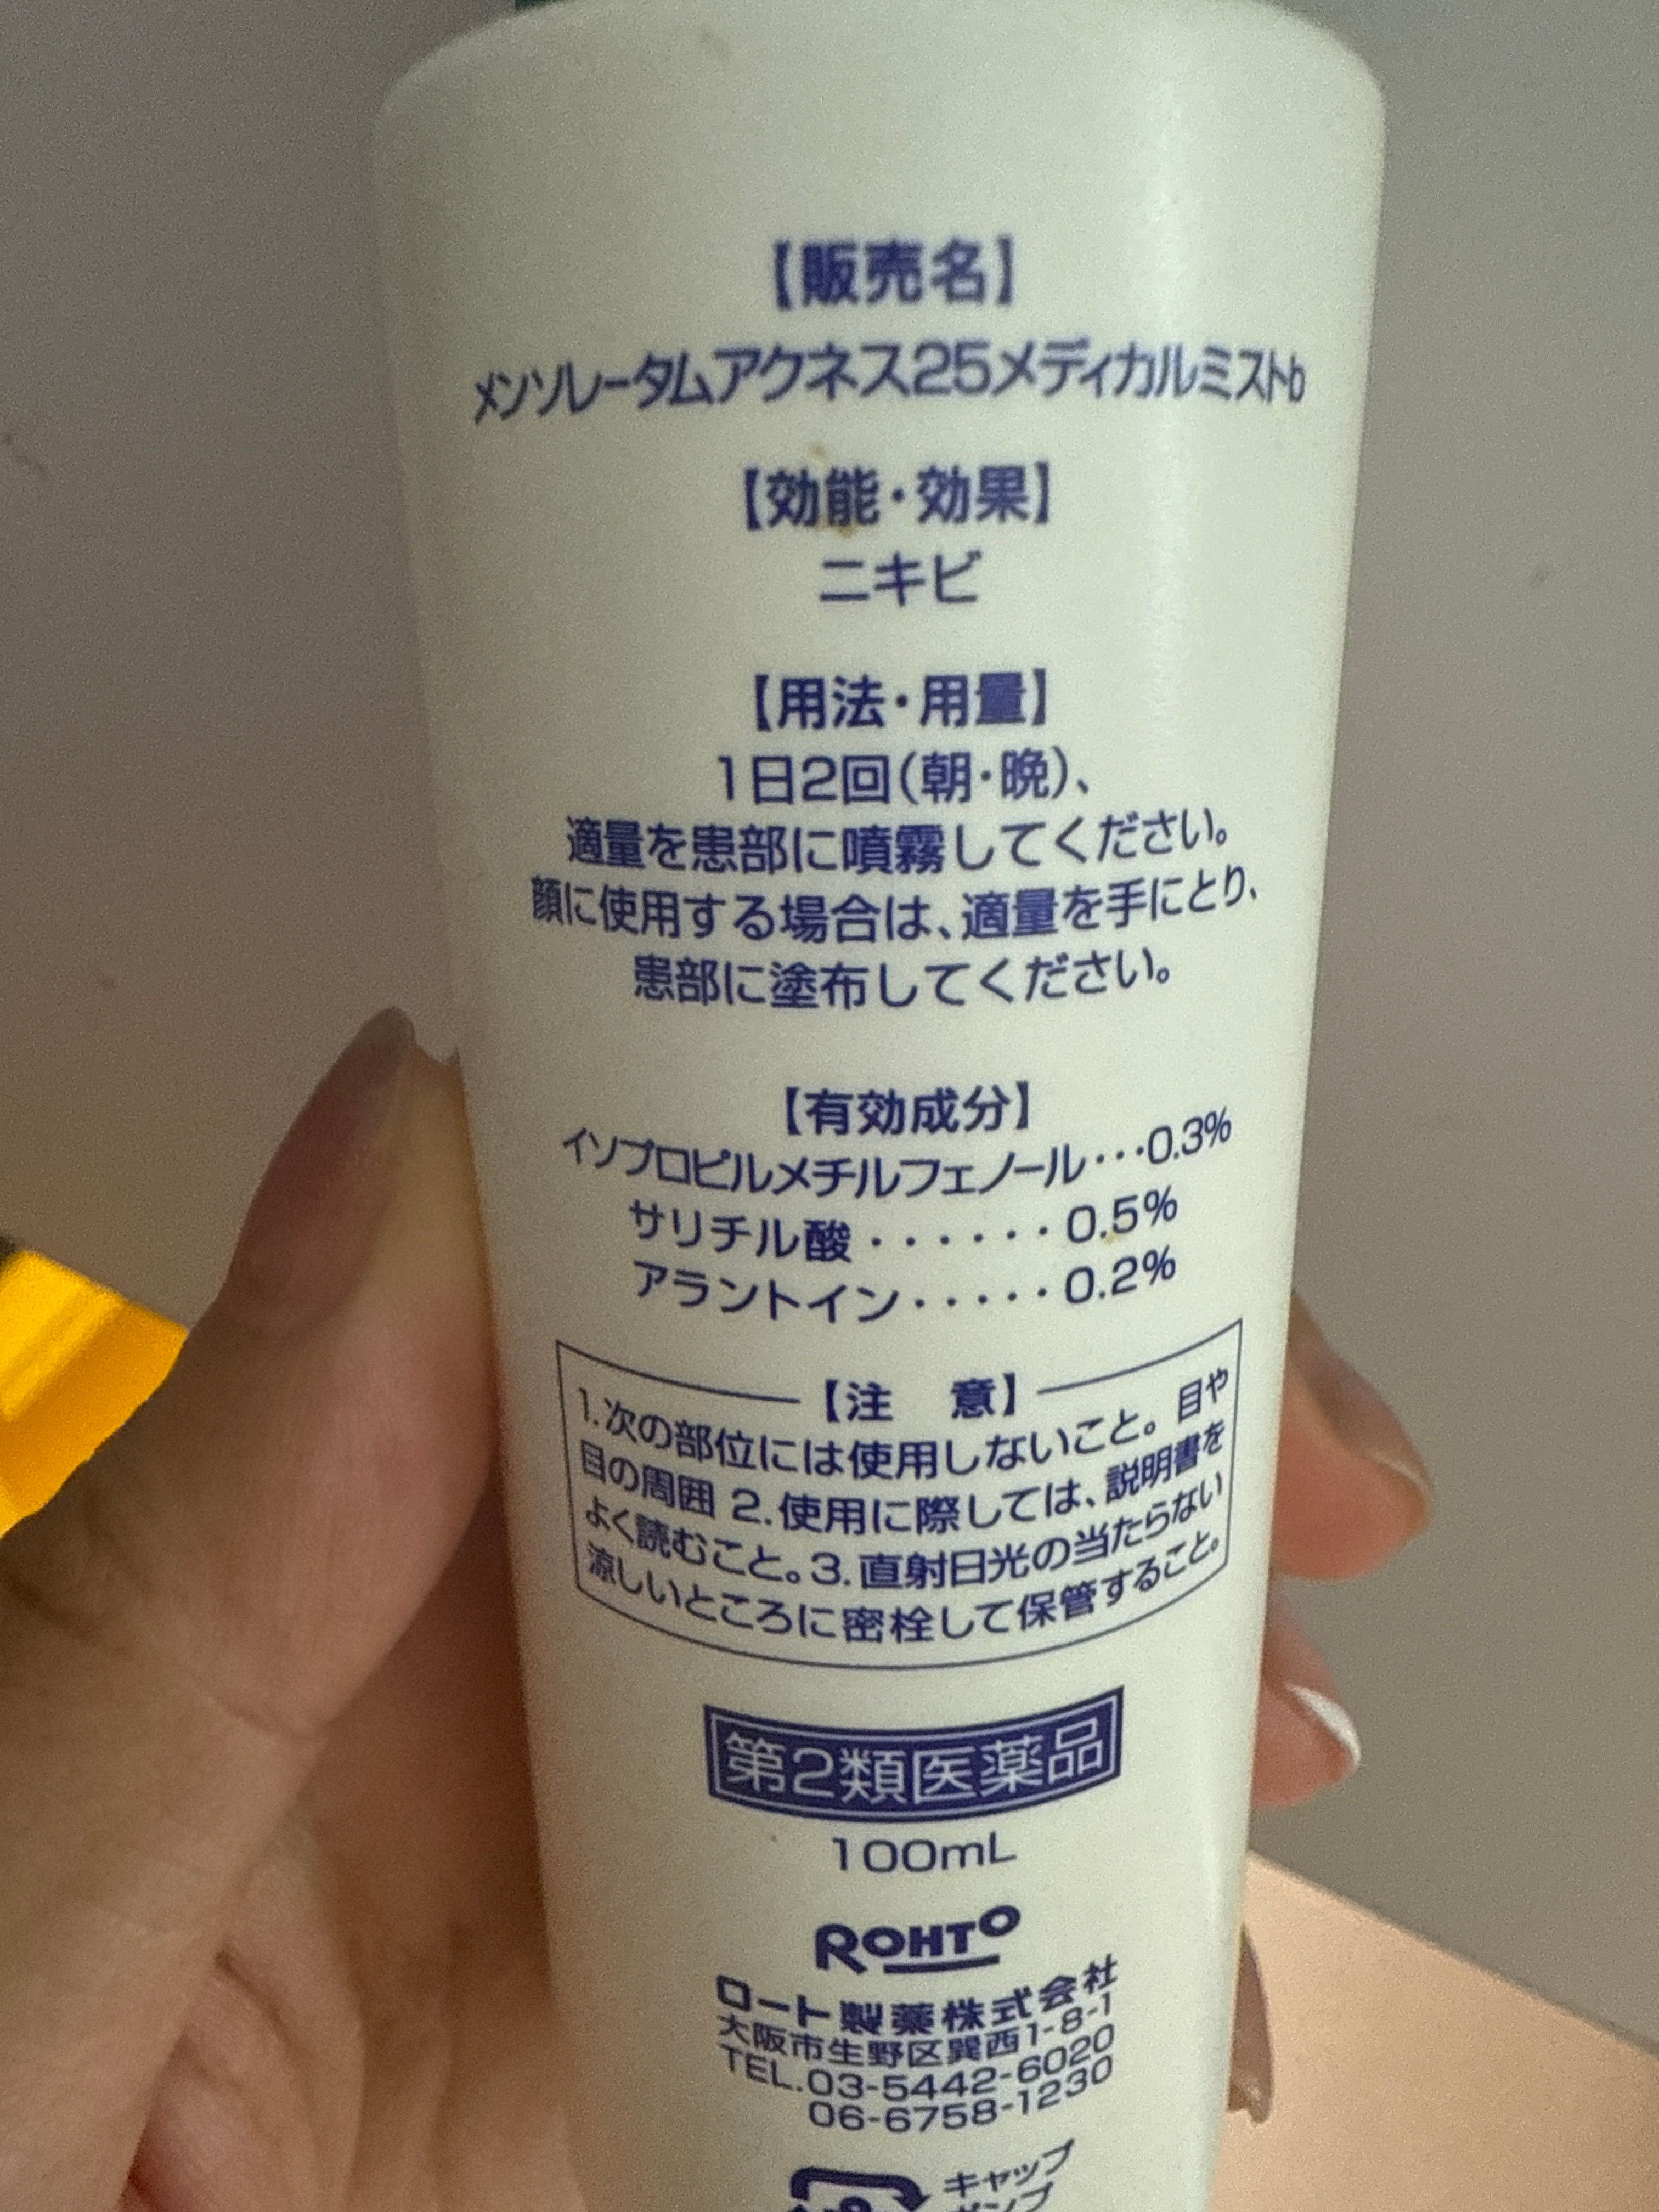 【販売名】
メンソレータムアクネス25メディカルミストb
【効能・効果】
ニキビ
【用法・用量】
1日2回(朝・晩)、
適量を患部に噴霧してください。
顔に使用する場合は、適量を手にとり、
患部に塗布してください。
【有効成分】
イソプロピルメチルフェノール・・・0.3%
サリチル酸・・・・・・0.5%
アラントイン・・・・・0.2%
【注 意】
1.次の部位には使用しないこと。目や
目の周囲 2.使用に際しては、説明書を
よく読むこと。3.直射日光の当たらない
涼しいところに密栓して保管すること。
第2類医薬品
100mL
ROHTO
ロート製薬株式会社
大阪市生野区巽西1-8-1
TEL.03-5442-6020
06-6758-1230
キャップ